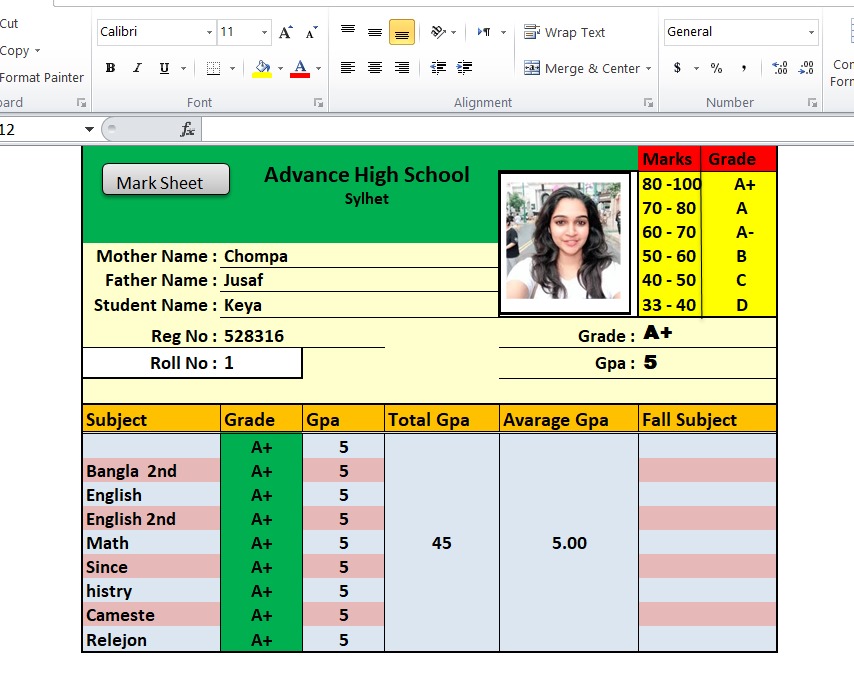 Cut
Calibri 11 A A Wrap Text General
Copy
Format Painter B I U A Merge & Center $ % , .00 .00
Font Alignment Number
12 fx
Mark Sheet Advance High School Marks Grade
Sylhet 80 -100 A+
70 - 80 A
60 - 70 A-
Mother Name : Chompa 50 - 60 B
Father Name : Jusaf 40 - 50 C
Student Name : Keya 33 - 40 D
Reg No : 528316 Grade : A+
Roll No : 1 Gpa : 5
Subject Grade Gpa Total Gpa Avarage Gpa Fall Subject
A+ 5
Bangla 2nd A+ 5
English A+ 5
English 2nd A+ 5
Math A+ 5 45 5.00
Since A+ 5
histry A+ 5
Cameste A+ 5
Relejon A+ 5